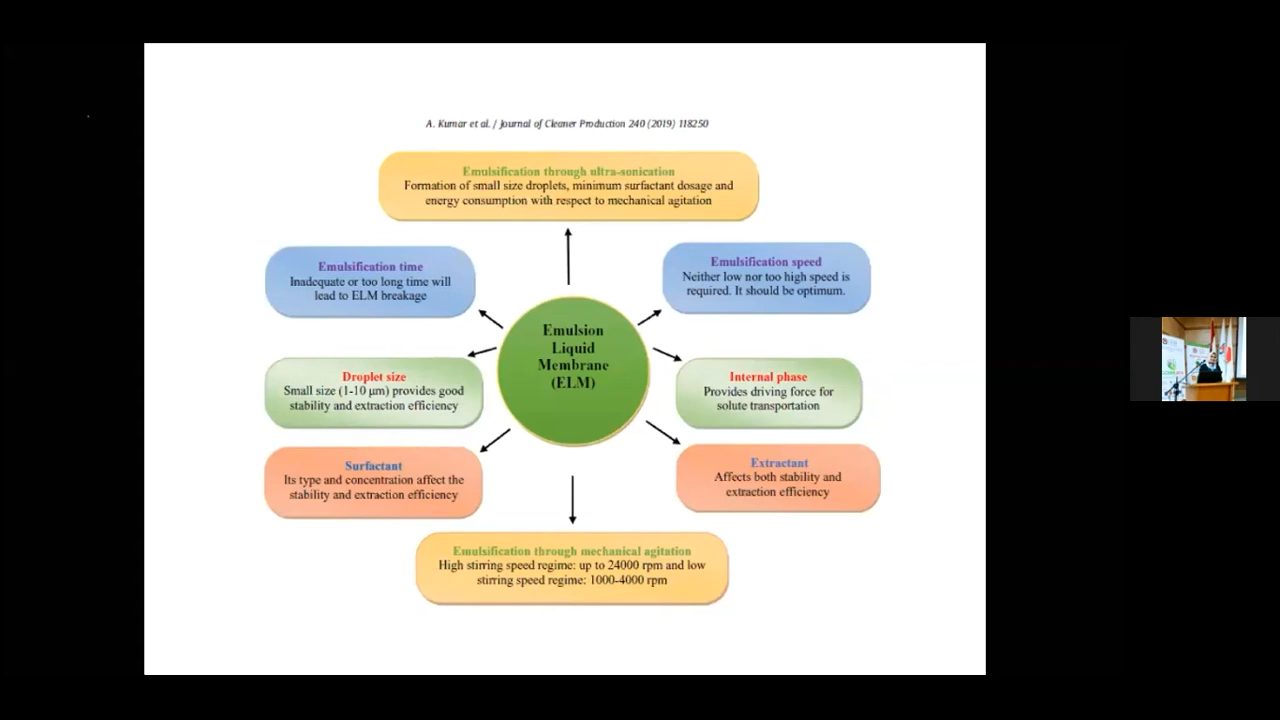 A. Kumar et al. / Journal of Cleaner Production 240 (2019) 118250
Emulsification through ultra-sonication
Formation of small size droplets, minimum surfactant dosage and
energy consumption with respect to mechanical agitation
Emulsification time
Inadequate or too long time will
lead to ELM breakage
Emulsification speed
Neither low nor too high speed is
required. It should be optimum.
Emulsion
Liquid
Membrane
(ELM)
Droplet size
Small size (1-10 μm) provides good
stability and extraction efficiency
Internal phase
Provides driving force for
solute transportation
Surfactant
Its type and concentration affect the
stability and extraction efficiency
Extractant
Affects both stability and
extraction efficiency
Emulsification through mechanical agitation
High stirring speed regime: up to 24000 rpm and low
stirring speed regime: 1000-4000 rpm